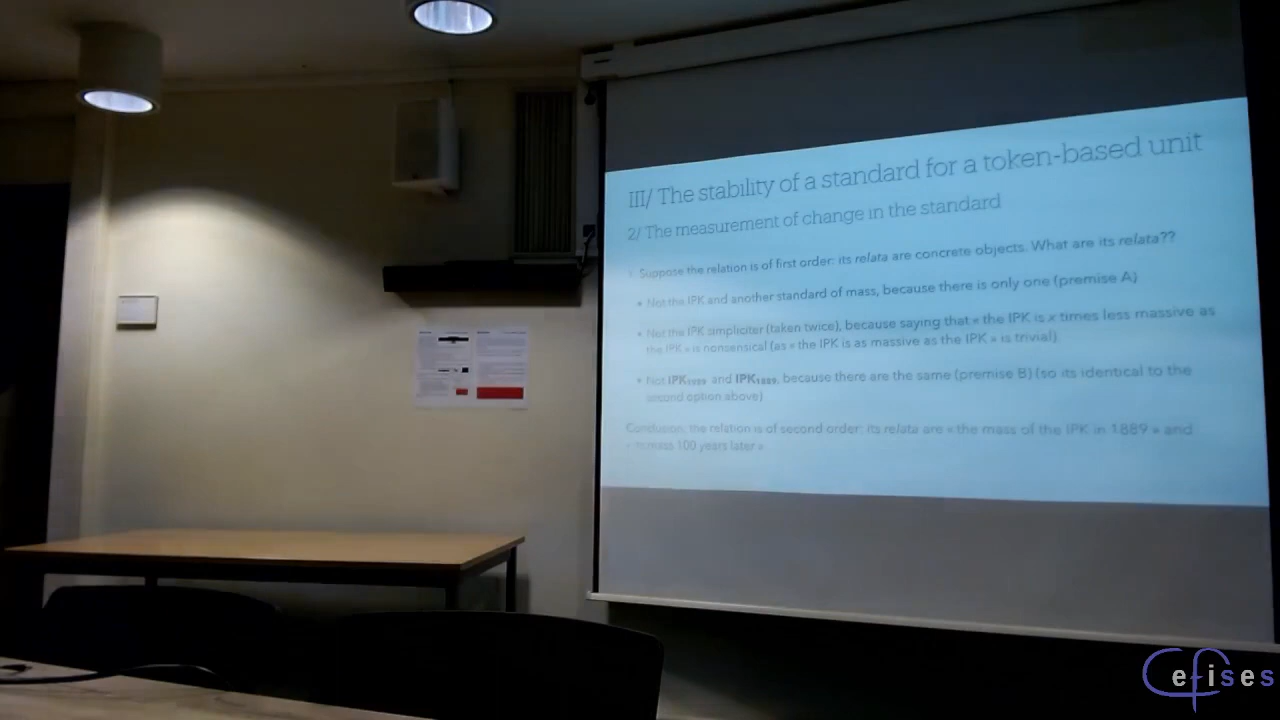 III/ The stability of a standard for a token-based unit
2/ The measurement of change in the standard
Suppose the relation is of first order: its relata are concrete objects. What are its relata??
• Not the IPK and another standard of mass, because there is only one (premise A)
• Not the IPK simpliciter (taken twice), because saying that « the IPK is x times less massive as
the IPK » is nonsensical (as « the IPK is as massive as the IPK » is trivial)
• Not IPK1989 and IPK1889, because there are the same (premise B) (so its identical to the
second option above)
Conclusion, the relation is of second order: its relata are « the mass of the IPK in 1889 » and
« its mass 100 years later »
Cefises